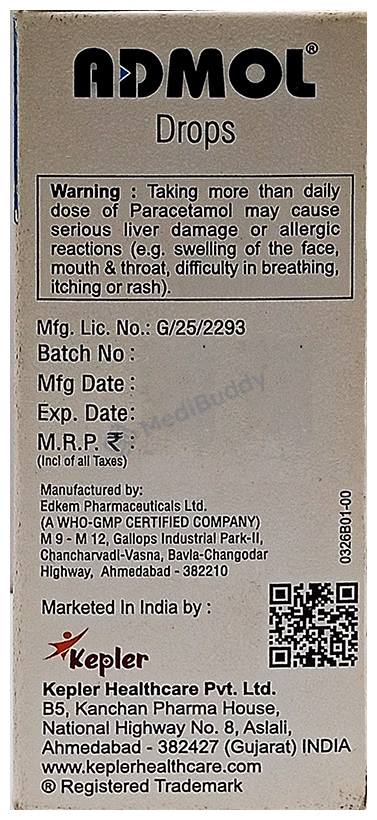 ADMOL®
Drops
Warning : Taking more than daily
dose of Paracetamol may cause
serious liver damage or allergic
reactions (e.g. swelling of the face,
mouth & throat, difficulty in breathing,
itching or rash).
Mfg. Lic. No.: G/25/2293
Batch No :
Mfg Date :
Exp. Date:
M.R.P. ₹ :
(Incl of all Taxes)
MediBuddy
Manufactured by:
Edkem Pharmaceuticals Ltd.
(A WHO-GMP CERTIFIED COMPANY)
M 9 - M 12, Gallops Industrial Park-II,
Chancharvadi-Vasna, Bavla-Changodar
Highway, Ahmedabad - 382210
0326B01-00
Marketed In India by :
Kepler
Kepler Healthcare Pvt. Ltd.
B5, Kanchan Pharma House,
National Highway No. 8, Aslali,
Ahmedabad - 382427 (Gujarat) INDIA
www.keplerhealthcare.com
® Registered Trademark